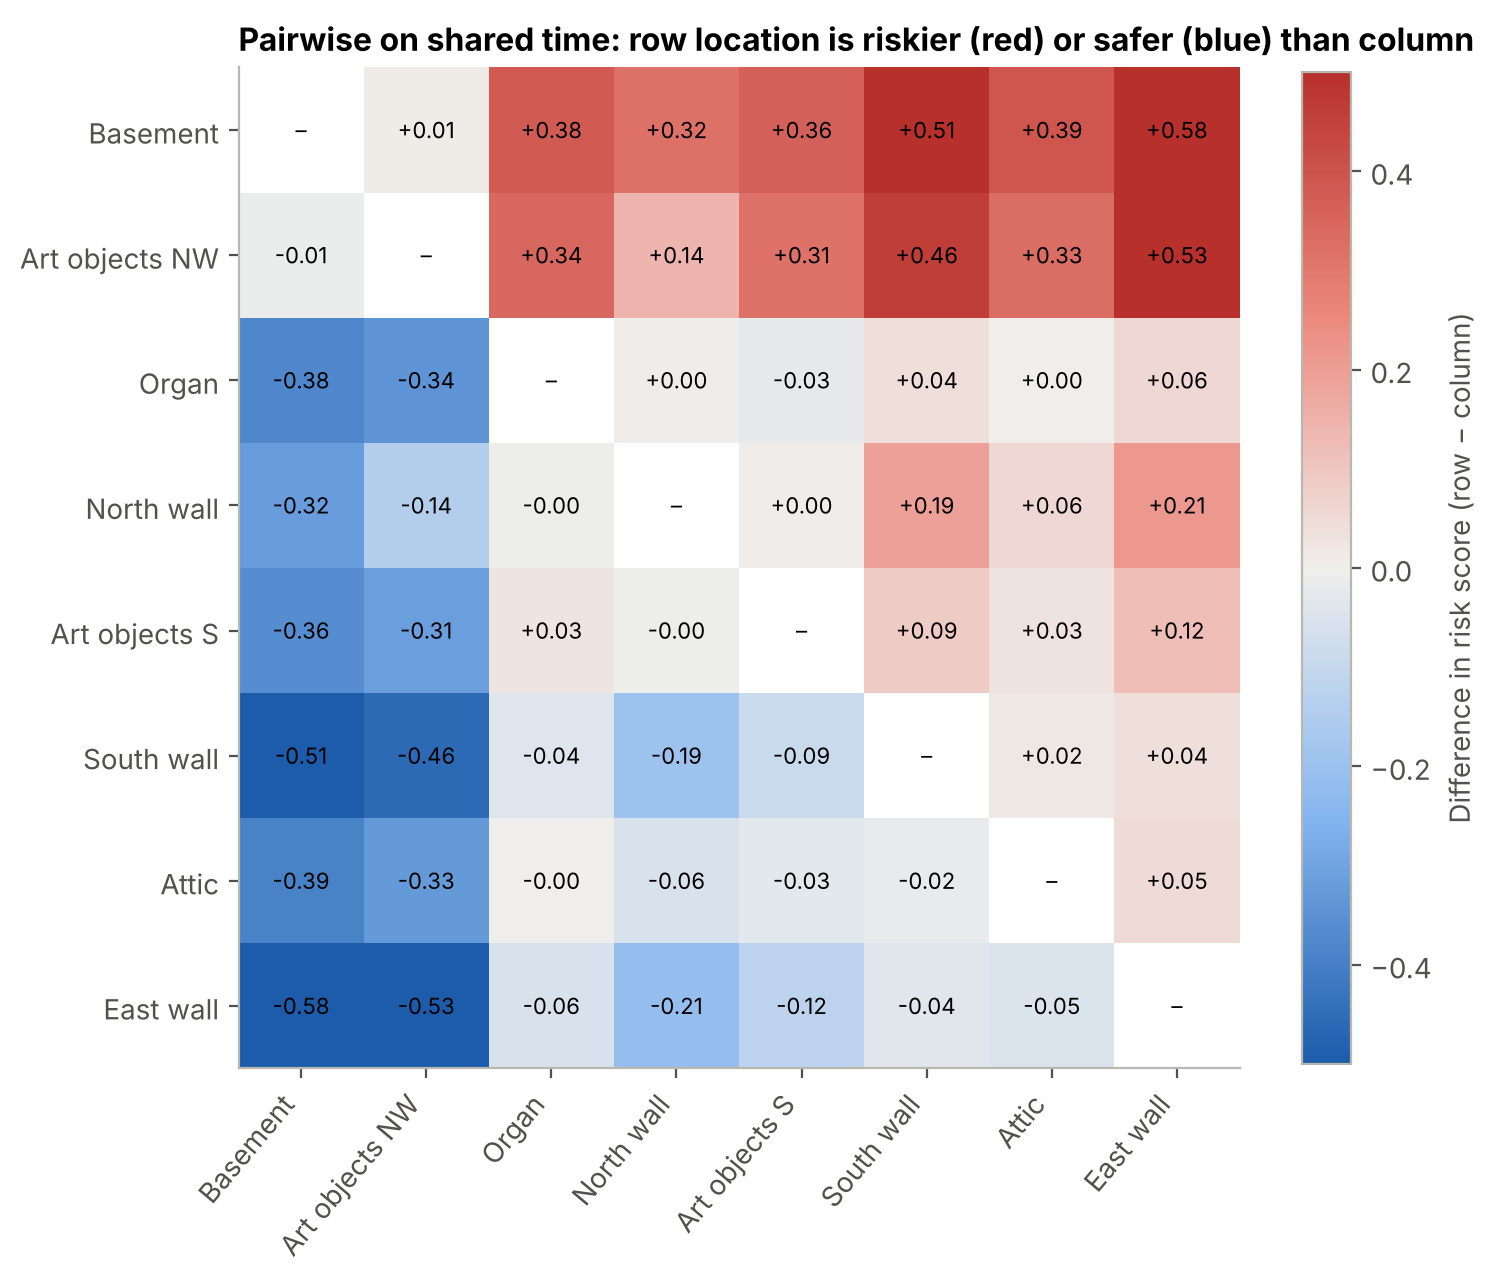 Pairwise on shared time: row location is riskier (red) or safer (blue) than column
Basement – +0.01 +0.38 +0.32 +0.36 +0.51 +0.39 +0.58
Art objects NW -0.01 – +0.34 +0.14 +0.31 +0.46 +0.33 +0.53
Organ -0.38 -0.34 – +0.00 -0.03 +0.04 +0.00 +0.06
North wall -0.32 -0.14 -0.00 – +0.00 +0.19 +0.06 +0.21
Art objects S -0.36 -0.31 +0.03 -0.00 – +0.09 +0.03 +0.12
South wall -0.51 -0.46 -0.04 -0.19 -0.09 – +0.02 +0.04
Attic -0.39 -0.33 -0.00 -0.06 -0.03 -0.02 – +0.05
East wall -0.58 -0.53 -0.06 -0.21 -0.12 -0.04 -0.05 –
Basement
Art objects NW
Organ
North wall
Art objects S
South wall
Attic
East wall
0.4
0.2
0.0
−0.2
−0.4
Difference in risk score (row − column)